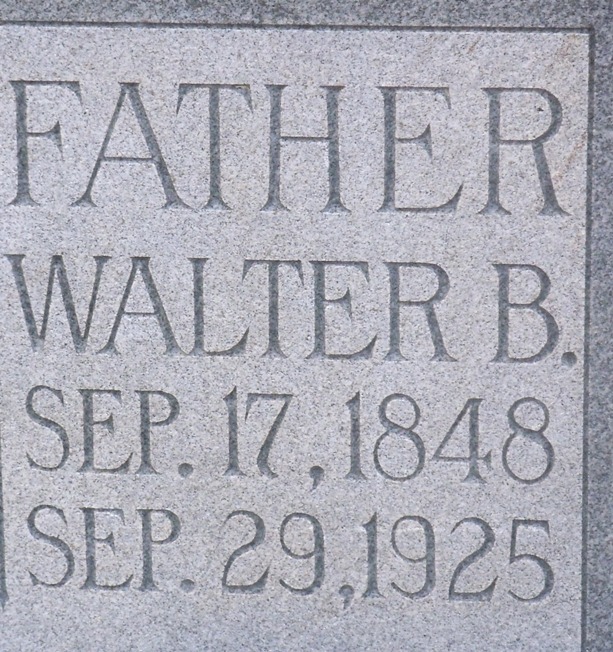 FATHER
WALTER B.
SEP. 17, 1848
SEP. 29, 1925